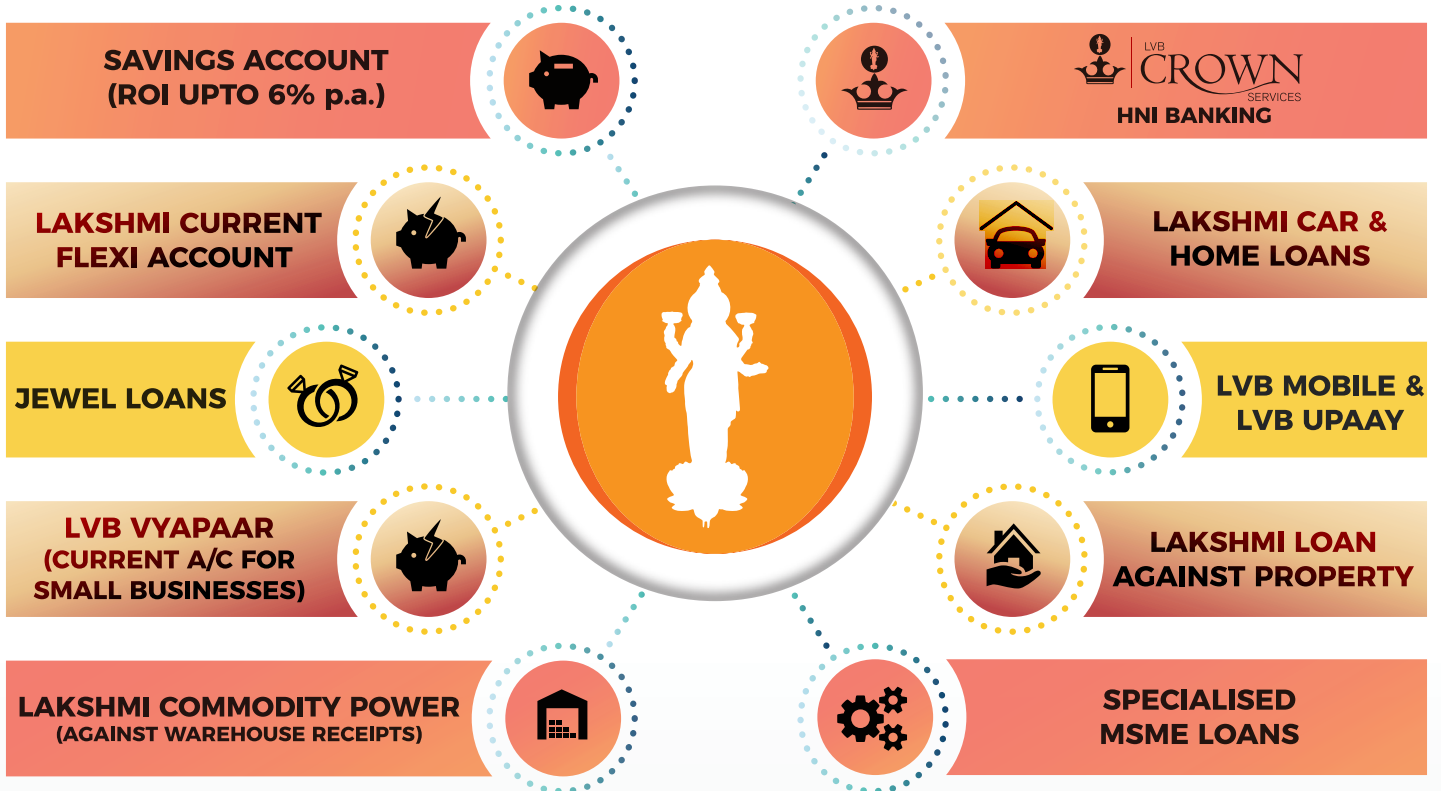 SAVINGS ACCOUNT
(ROI UPTO 6% p.a.)
LVB
CROWN
SERVICES
HNI BANKING
LAKSHMI CURRENT
FLEXI ACCOUNT
LAKSHMI CAR &
HOME LOANS
JEWEL LOANS
LVB MOBILE &
LVB UPAAY
LVB VYAPAAR
(CURRENT A/C FOR
SMALL BUSINESSES)
LAKSHMI LOAN
AGAINST PROPERTY
LAKSHMI COMMODITY POWER
(AGAINST WAREHOUSE RECEIPTS)
SPECIALISED
MSME LOANS